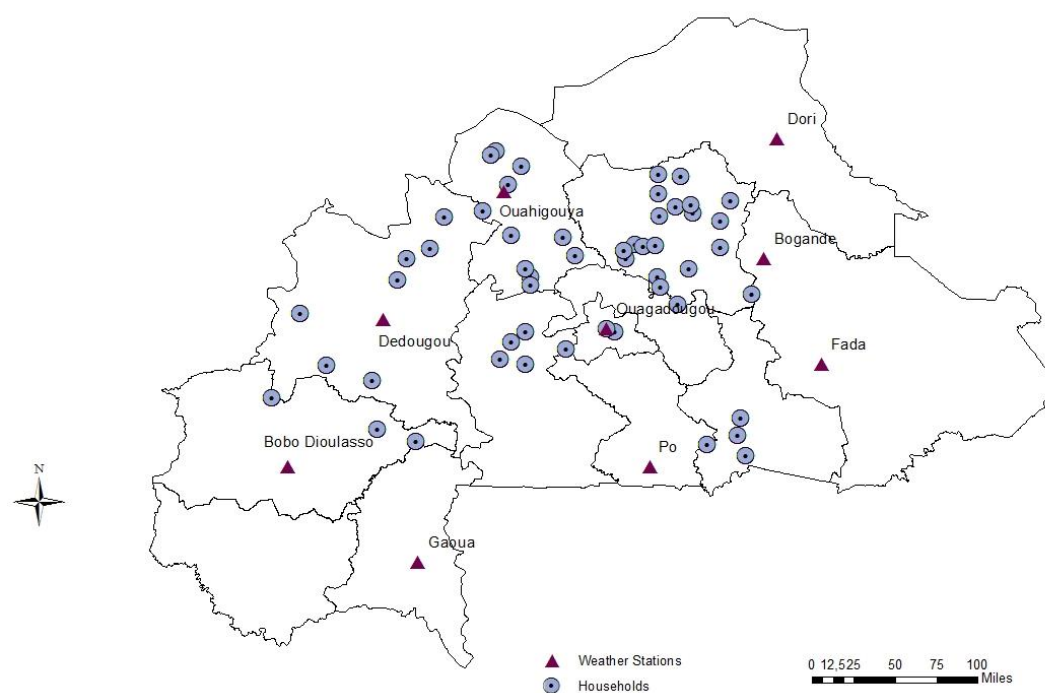 Dori
Ouahigouya
Bogande
Ouagadougou
Dedougou
Fada
Bobo Dioulasso
Po
N
Gaoua
Weather Stations
Households
0 12,525 50 75 100
Miles